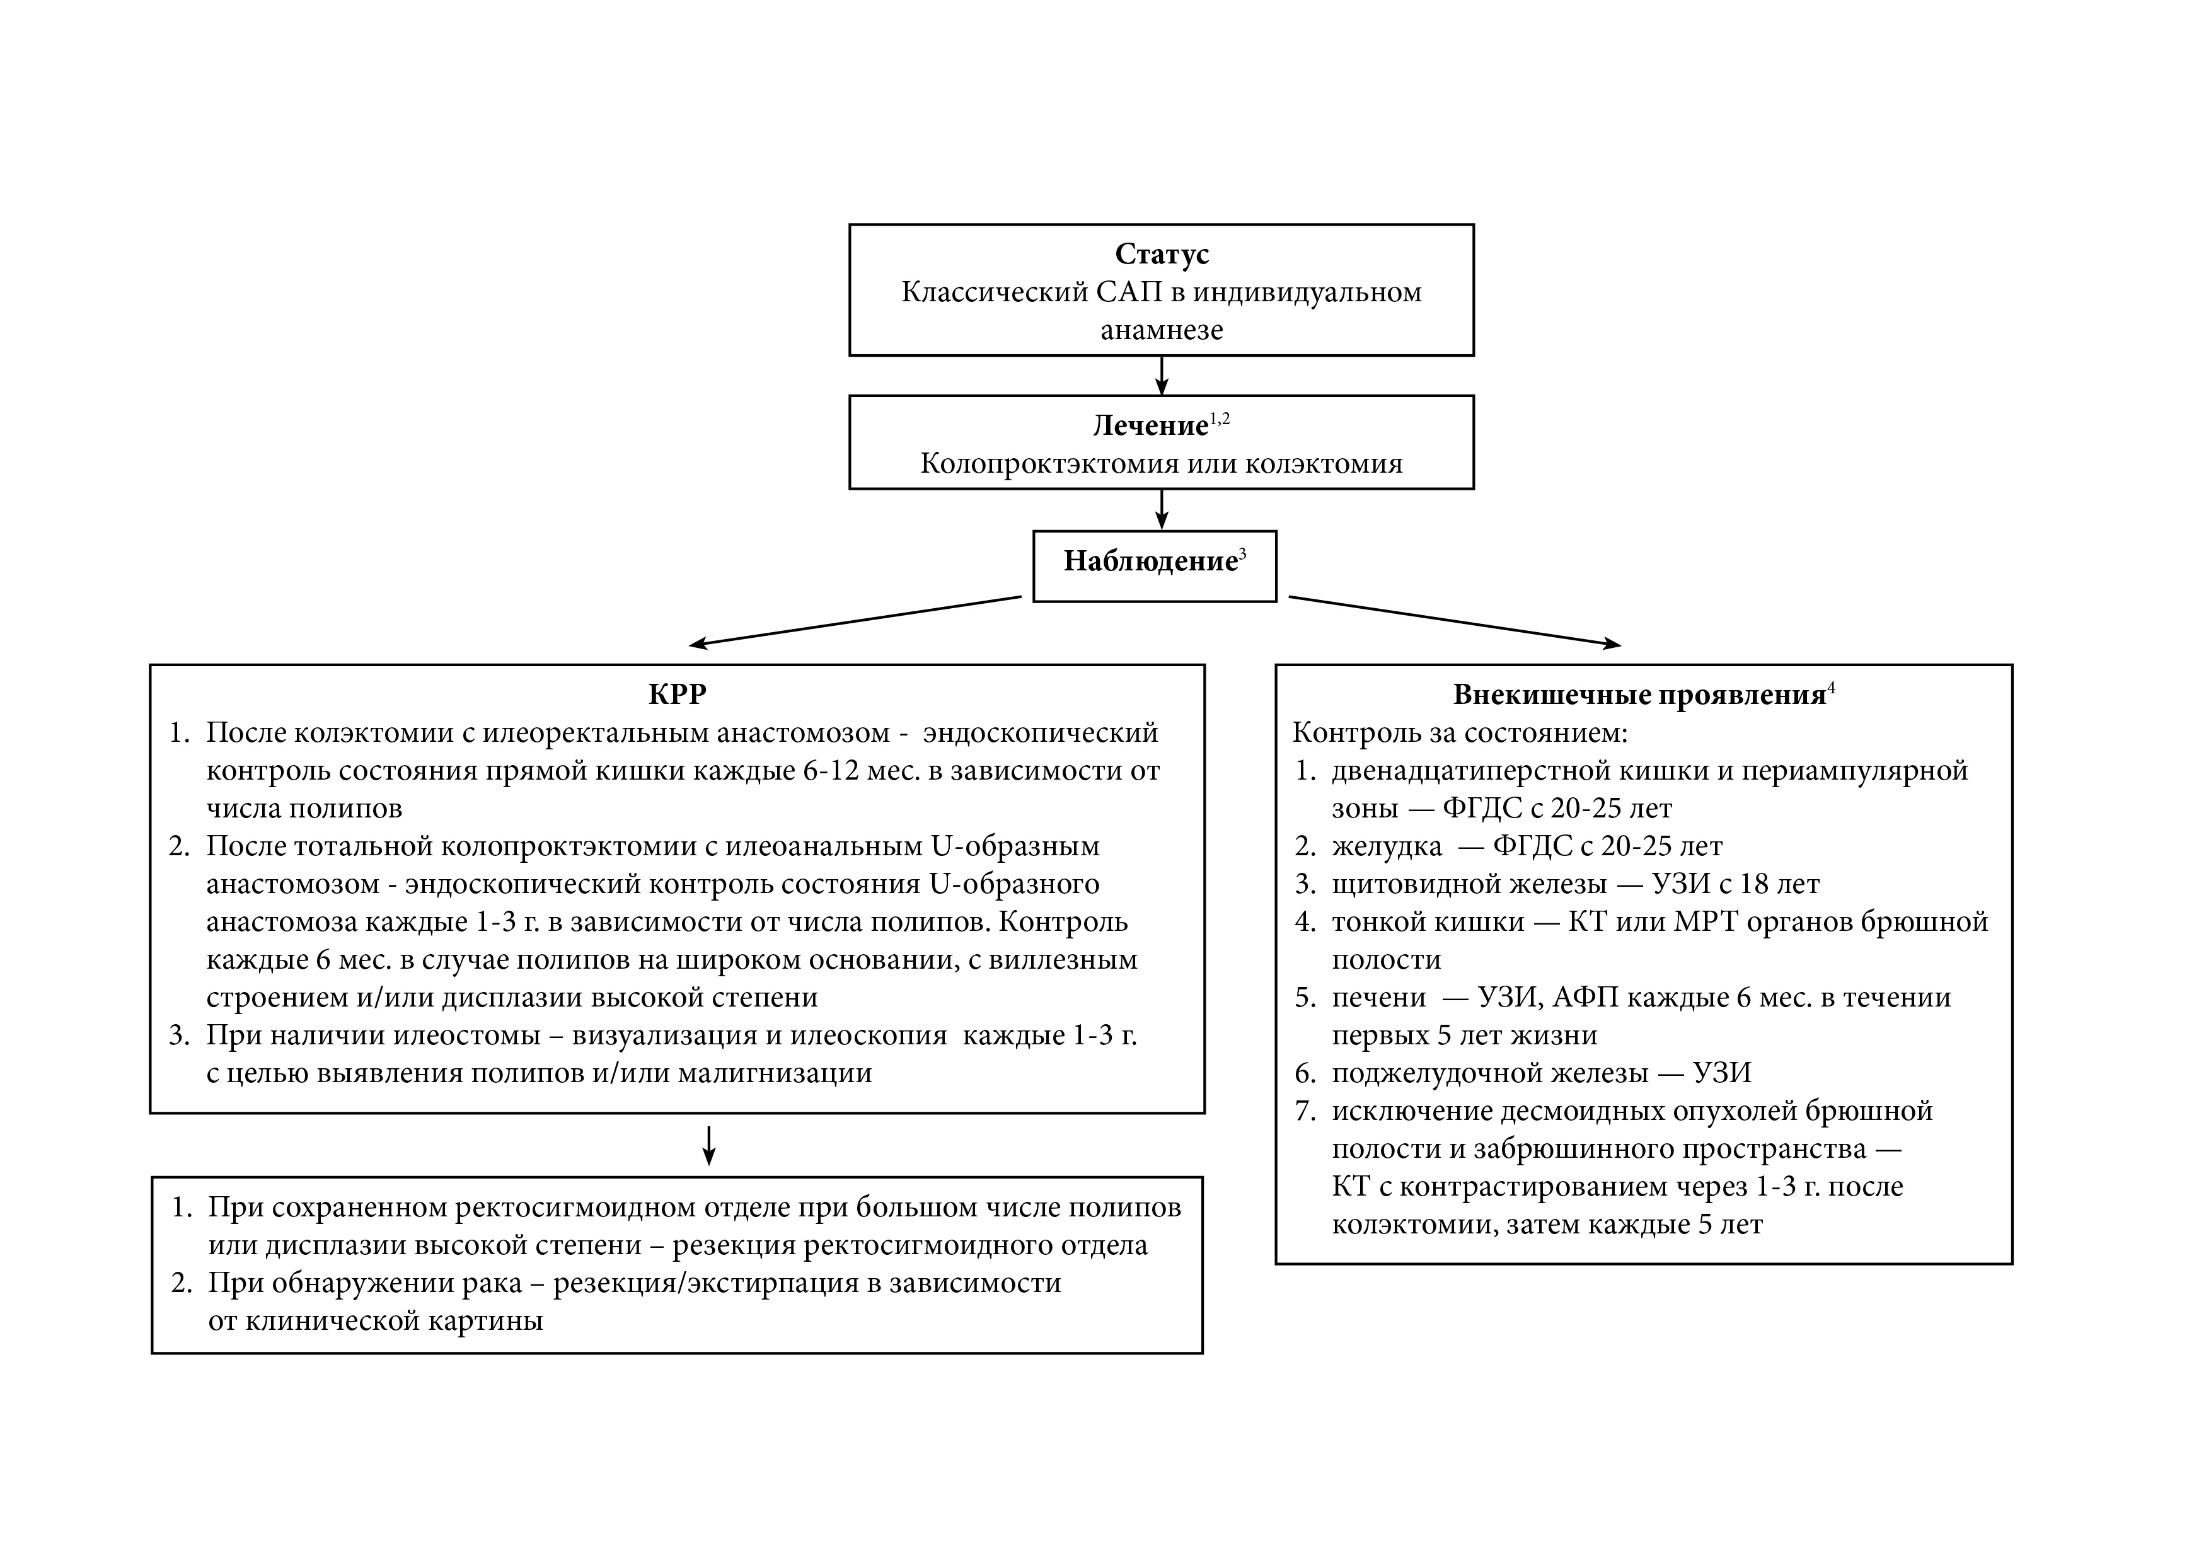 Статус
Классический САП в индивидуальном
анамнезе
Лечение1,2
Колопроктэктомия или колэктомия
Наблюдение3
КРР
1. После колэктомии с илеоректальным анастомозом - эндоскопический
контроль состояния прямой кишки каждые 6-12 мес. в зависимости от
числа полипов
2. После тотальной колопроктэктомии с илеоанальным U-образным
анастомозом - эндоскопический контроль состояния U-образного
анастомоза каждые 1-3 г. в зависимости от числа полипов. Контроль
каждые 6 мес. в случае полипов на широком основании, с виллезным
строением и/или дисплазии высокой степени
3. При наличии илеостомы – визуализация и илеоскопия каждые 1-3 г.
с целью выявления полипов и/или малигнизации
1. При сохраненном ректосигмоидном отделе при большом числе полипов
или дисплазии высокой степени – резекция ректосигмоидного отдела
2. При обнаружении рака – резекция/экстирпация в зависимости
от клинической картины
Внекишечные проявления4
Контроль за состоянием:
1. двенадцатиперстной кишки и периампулярной
зоны — ФГДС с 20-25 лет
2. желудка — ФГДС с 20-25 лет
3. щитовидной железы — УЗИ с 18 лет
4. тонкой кишки — КТ или МРТ органов брюшной
полости
5. печени — УЗИ, АФП каждые 6 мес. в течении
первых 5 лет жизни
6. поджелудочной железы — УЗИ
7. исключение десмоидных опухолей брюшной
полости и забрюшинного пространства —
КТ с контрастированием через 1-3 г. после
колэктомии, затем каждые 5 лет